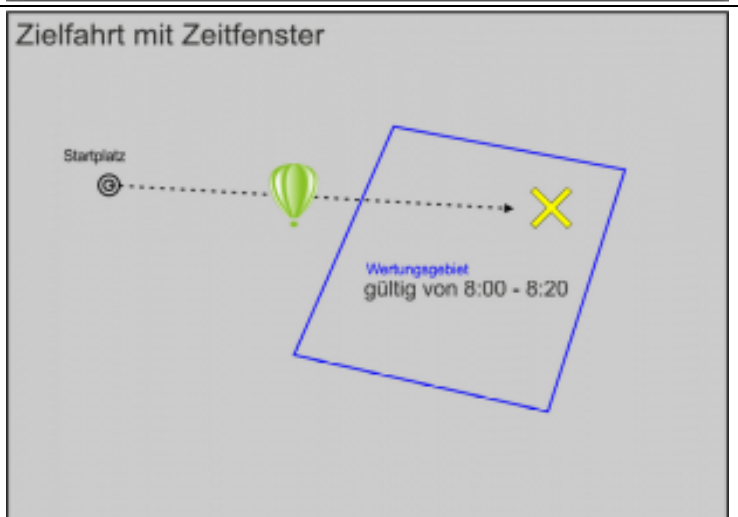 Zielfahrt mit Zeitfenster
Startplatz
Wertungsgebiet
gültig von 8:00 - 8:20